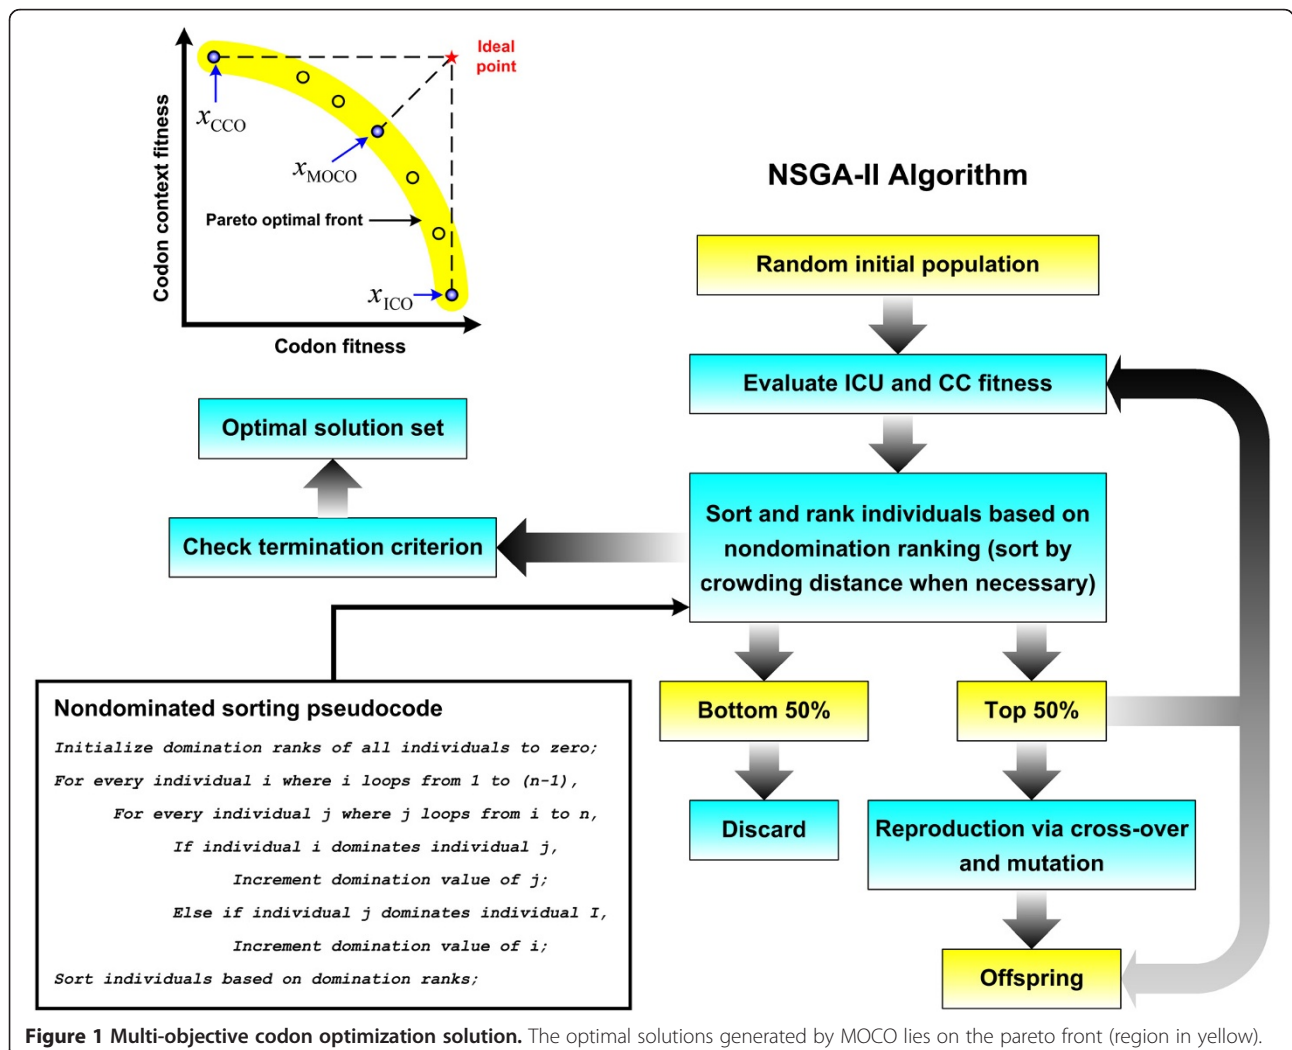 Codon context fitness
Ideal
point
xCCO
xMOCO
Pareto optimal front
xICO
Codon fitness
NSGA-II Algorithm
Random initial population
Evaluate ICU and CC fitness
Optimal solution set
Sort and rank individuals based on
nondomination ranking (sort by
crowding distance when necessary)
Check termination criterion
Bottom 50%
Top 50%
Discard
Reproduction via cross-over
and mutation
Offspring
Nondominated sorting pseudocode
Initialize domination ranks of all individuals to zero;
For every individual i where i loops from 1 to (n-1),
For every individual j where j loops from i to n,
If individual i dominates individual j,
Increment domination value of j;
Else if individual j dominates individual I,
Increment domination value of i;
Sort individuals based on domination ranks;
Figure 1 Multi-objective codon optimization solution. The optimal solutions generated by MOCO lies on the pareto front (region in yellow).